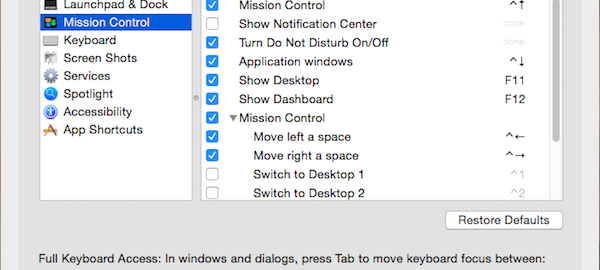 Launchpad & Dock
Mission Control
Keyboard
Screen Shots
Services
Spotlight
Accessibility
App Shortcuts
Mission Control ^↑
Show Notification Center none
Turn Do Not Disturb On/Off none
Application windows ^↓
Show Desktop F11
Show Dashboard F12
Mission Control
Move left a space ^←
Move right a space ^→
Switch to Desktop 1 ^1
Switch to Desktop 2 ^2
Restore Defaults
Full Keyboard Access: In windows and dialogs, press Tab to move keyboard focus between: